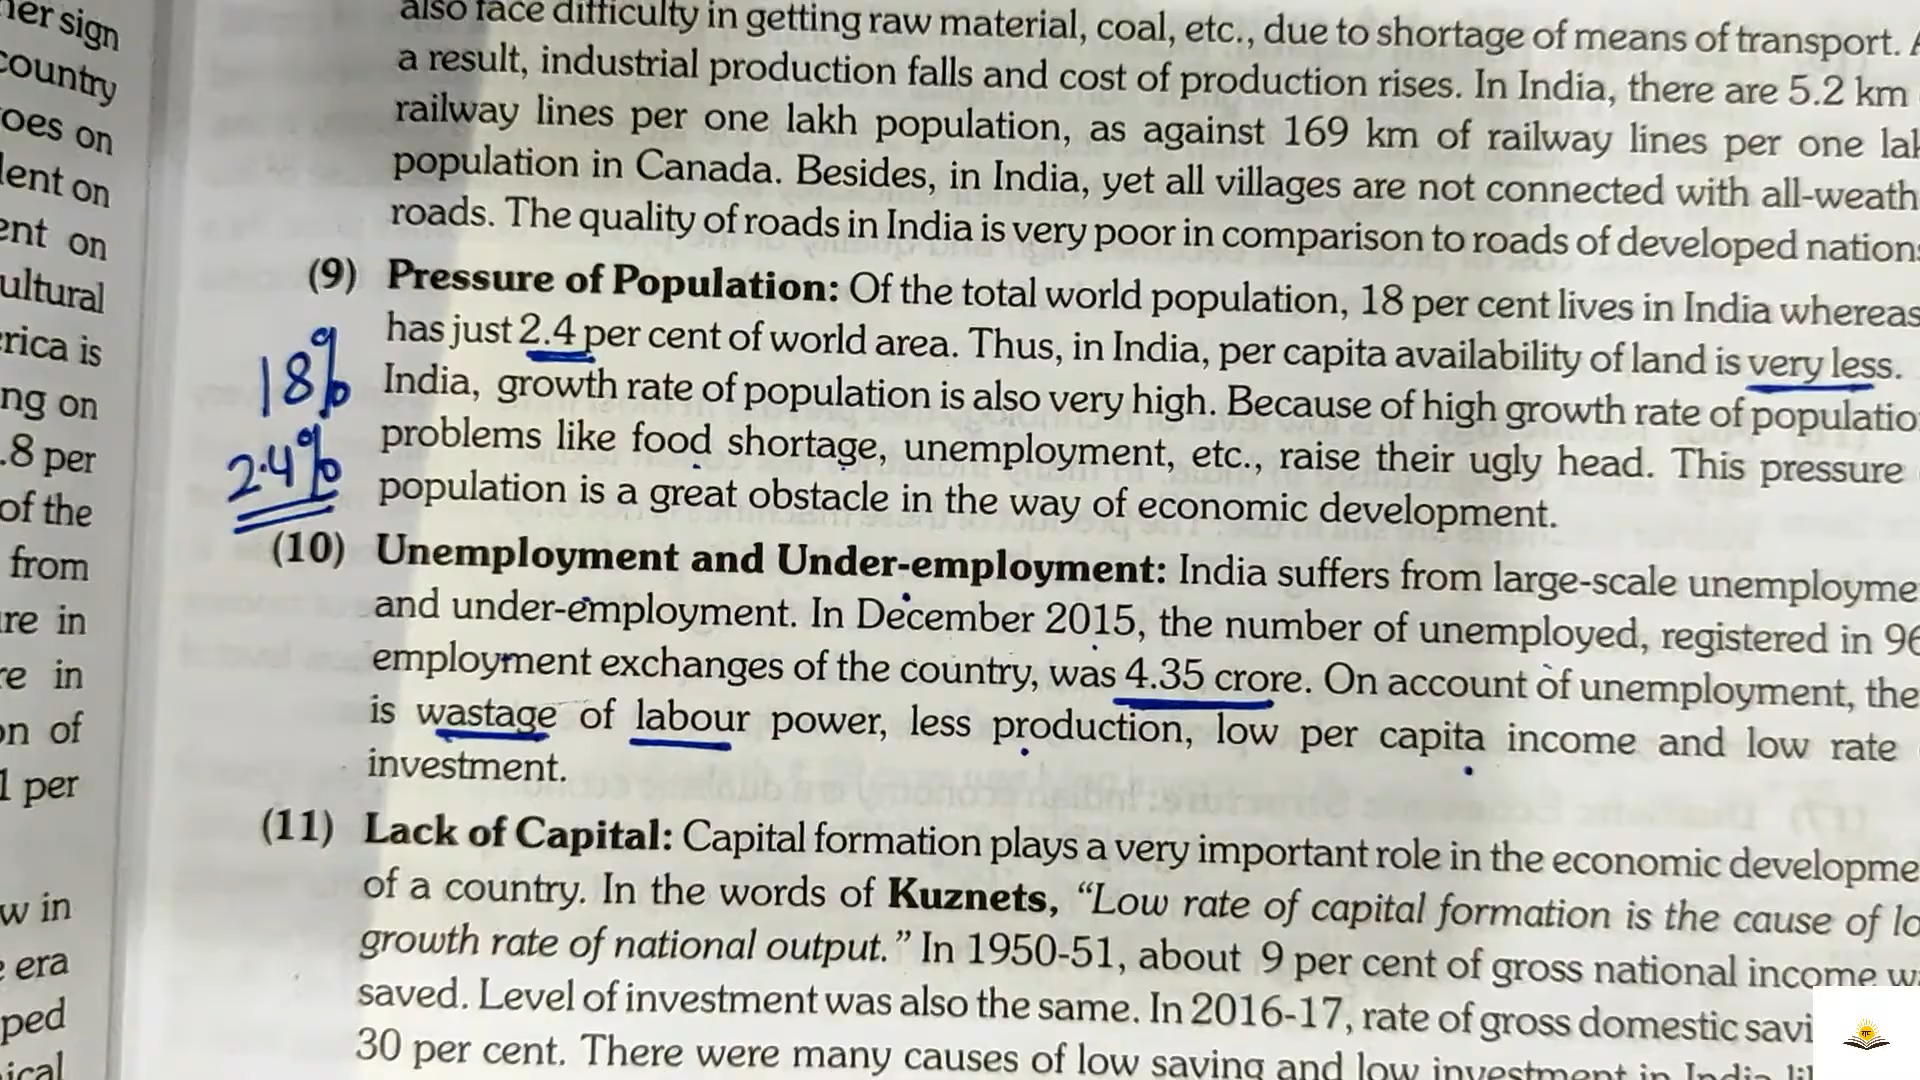 ner sign
country
oes on
lent on
ent on
ultural
erica is
ng on
.8 per
of the
from
are in
re in
on of
1 per
w in
e era
ped
ical
also face difficulty in getting raw material, coal, etc., due to shortage of means of transport. A
a result, industrial production falls and cost of production rises. In India, there are 5.2 km
railway lines per one lakh population, as against 169 km of railway lines per one lak
population in Canada. Besides, in India, yet all villages are not connected with all-weath
roads. The quality of roads in India is very poor in comparison to roads of developed nations
(9) Pressure of Population: Of the total world population, 18 per cent lives in India whereas
has just 2.4 per cent of world area. Thus, in India, per capita availability of land is very less.
18% India, growth rate of population is also very high. Because of high growth rate of populatio
2.4% problems like food shortage, unemployment, etc., raise their ugly head. This pressure
population is a great obstacle in the way of economic development.
(10) Unemployment and Under-employment: India suffers from large-scale unemployme
and under-employment. In December 2015, the number of unemployed, registered in 96
employment exchanges of the country, was 4.35 crore. On account of unemployment, the
is wastage of labour power, less production, low per capita income and low rate
investment.
(11) Lack of Capital: Capital formation plays a very important role in the economic developme
of a country. In the words of Kuznets, “Low rate of capital formation is the cause of lo
growth rate of national output.” In 1950-51, about 9 per cent of gross national income w
saved. Level of investment was also the same. In 2016-17, rate of gross domestic savi
30 per cent. There were many causes of low saving and low investment in India li